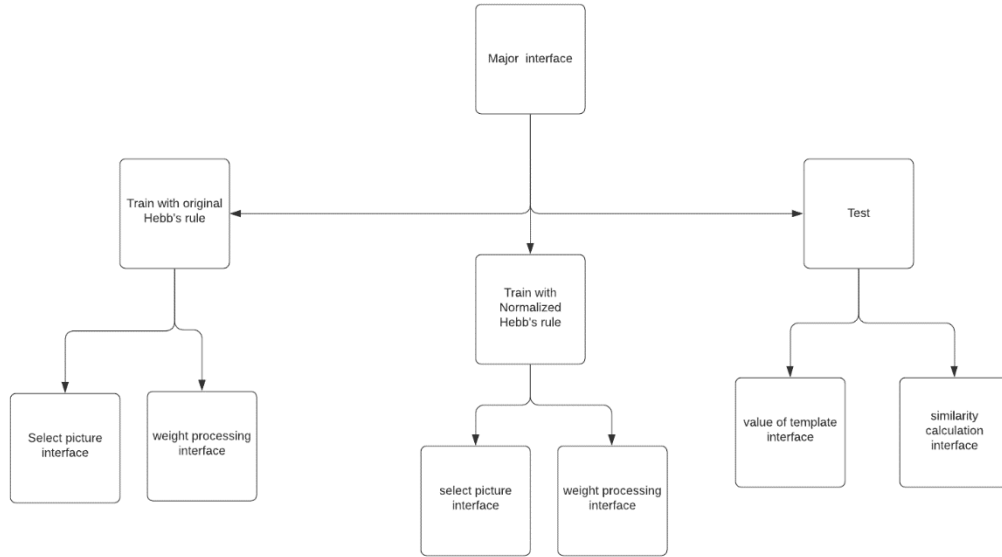 Major interface
Train with original
Hebb's rule
Test
Train with
Normalized
Hebb's rule
Select picture
interface
weight processing
interface
select picture
interface
weight processing
interface
value of template
interface
similarity
calculation
interface